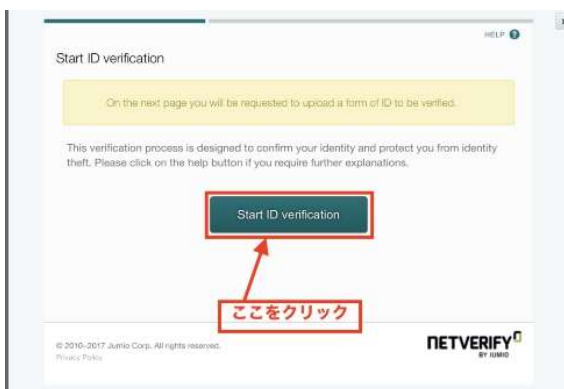 HELP ?
Start ID verification
On the next page you will be requested to upload a form of ID to be verified.
This verification process is designed to confirm your identity and protect you from identity
theft. Please click on the help button if you require further explanations.
Start ID verification
ここをクリック
© 2010-2017 Jumio Corp. All rights reserved.
Privacy Policy
NETVERIFY
BY JUMIO